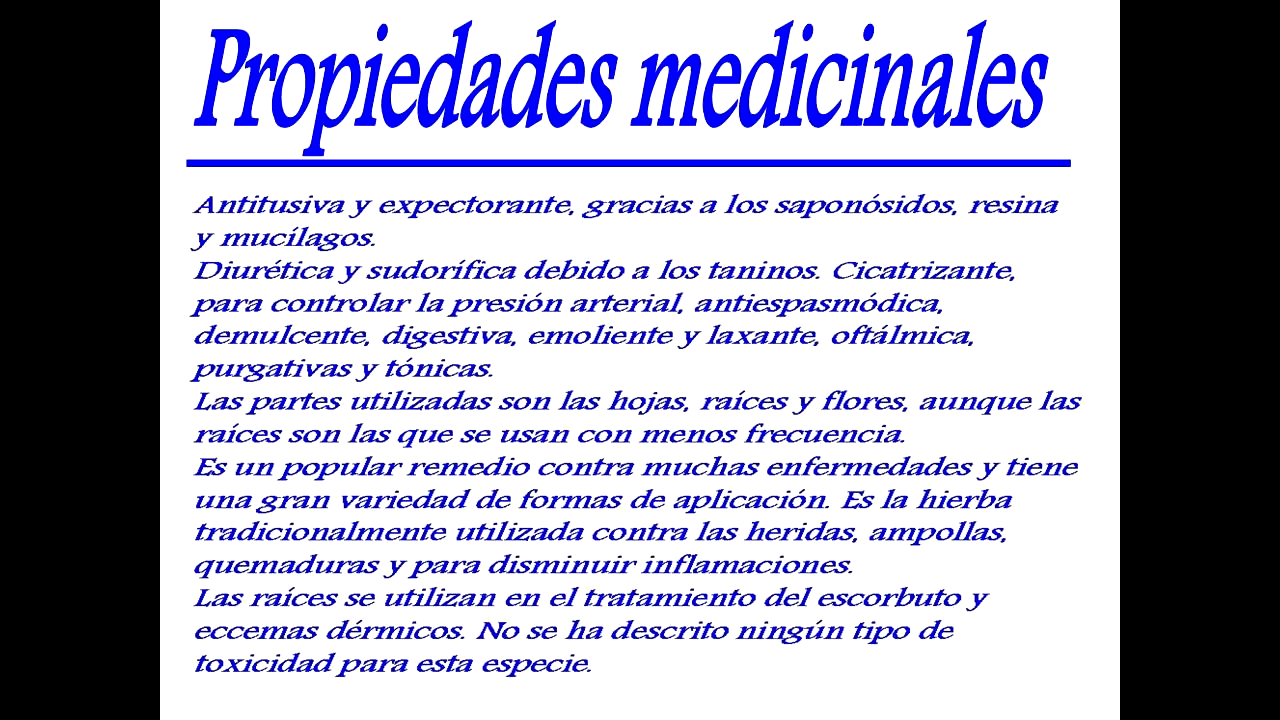 Propiedades medicinales
Antitusiva y expectorante, gracias a los saponósidos, resina
y mucílagos.
Diurética y sudorífica debido a los taninos. Cicatrizante,
para controlar la presión arterial, antiespasmódica,
demulcente, digestiva, emoliente y laxante, oftálmica,
purgativas y tónicas.
Las partes utilizadas son las hojas, raíces y flores, aunque las
raíces son las que se usan con menos frecuencia.
Es un popular remedio contra muchas enfermedades y tiene
una gran variedad de formas de aplicación. Es la hierba
tradicionalmente utilizada contra las heridas, ampollas,
quemaduras y para disminuir inflamaciones.
Las raíces se utilizan en el tratamiento del escorbuto y
eccemas dérmicos. No se ha descrito ningún tipo de
toxicidad para esta especie.